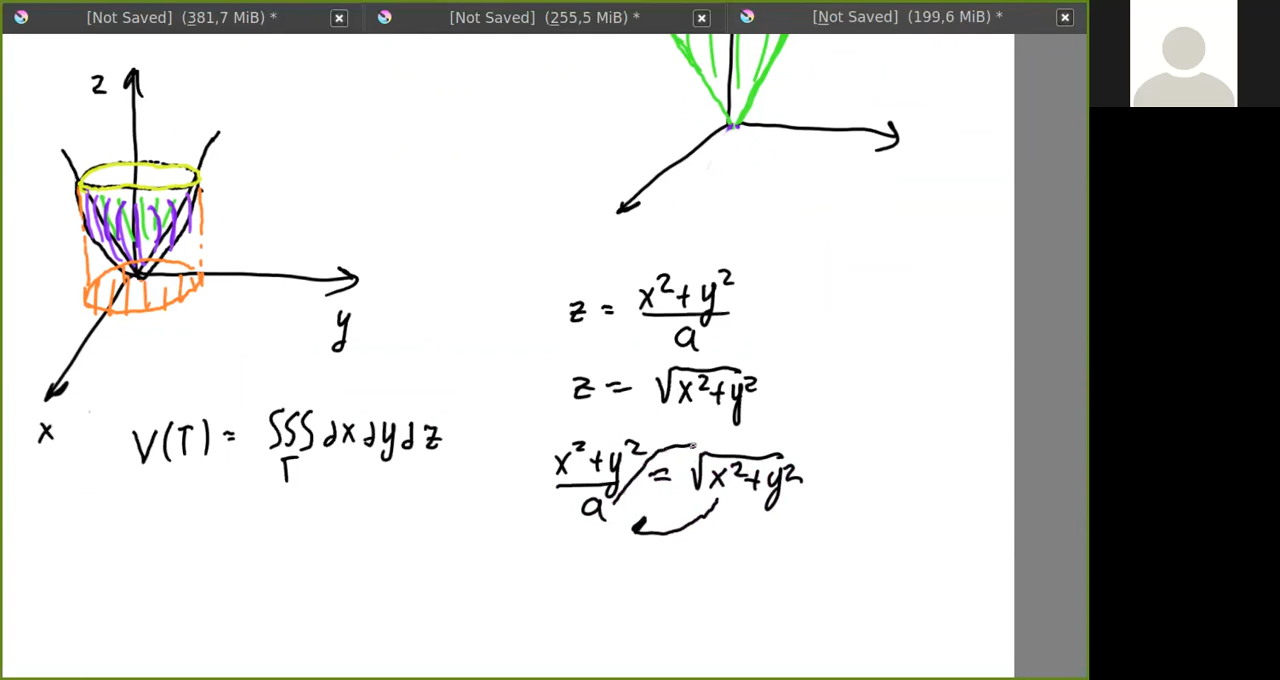 [Not Saved] (381,7 MiB) *
[Not Saved] (255,5 MiB) *
[Not Saved] (199,6 MiB) *
z
y
x
V(T) = ∭ dx dy dz
T
z = (x² + y²) / a
z = √(x² + y²)
(x² + y²) / a = √(x² + y²)